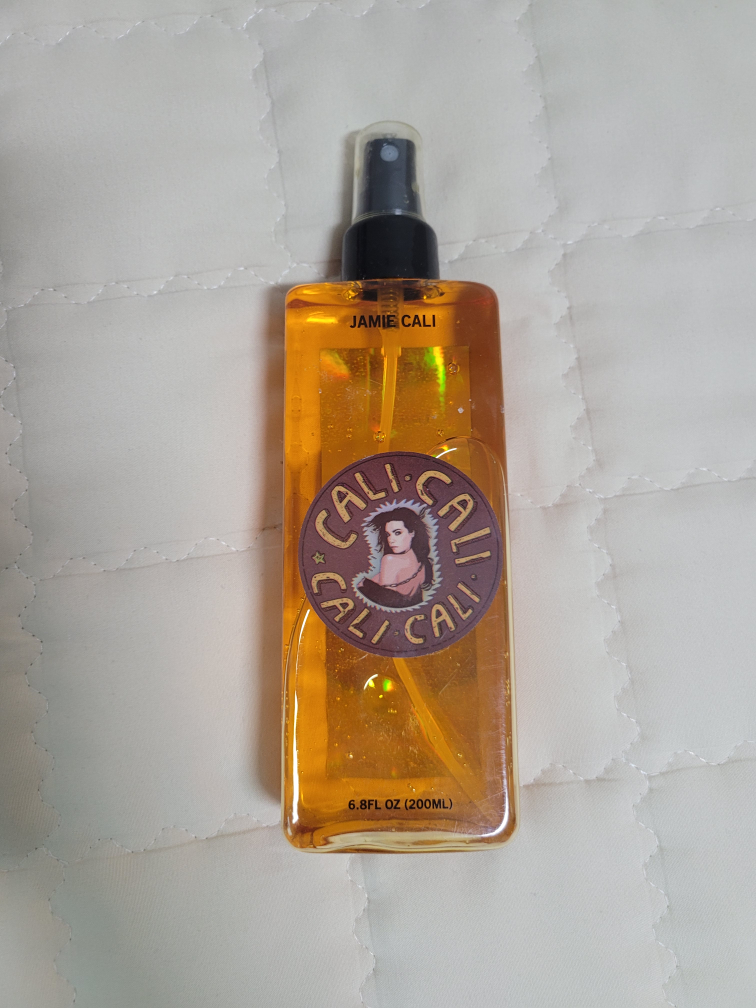 JAMIE CALI
CALI · CALI
CALI · CALI ·
6.8FL OZ (200ML)